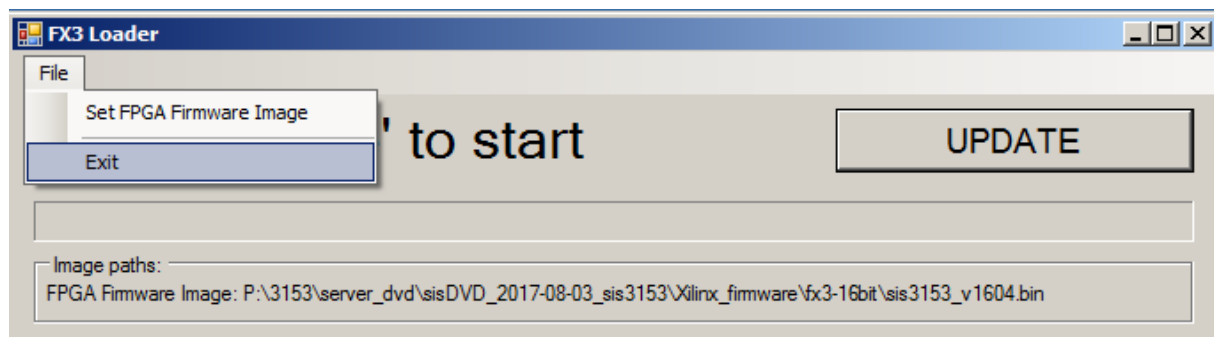 FX3 Loader
File
Set FPGA Firmware Image
Exit
' to start
UPDATE
Image paths:
FPGA Firmware Image: P:\3153\server_dvd\sisDVD_2017-08-03_sis3153\Xilinx_firmware\fx3-16bit\sis3153_v1604.bin